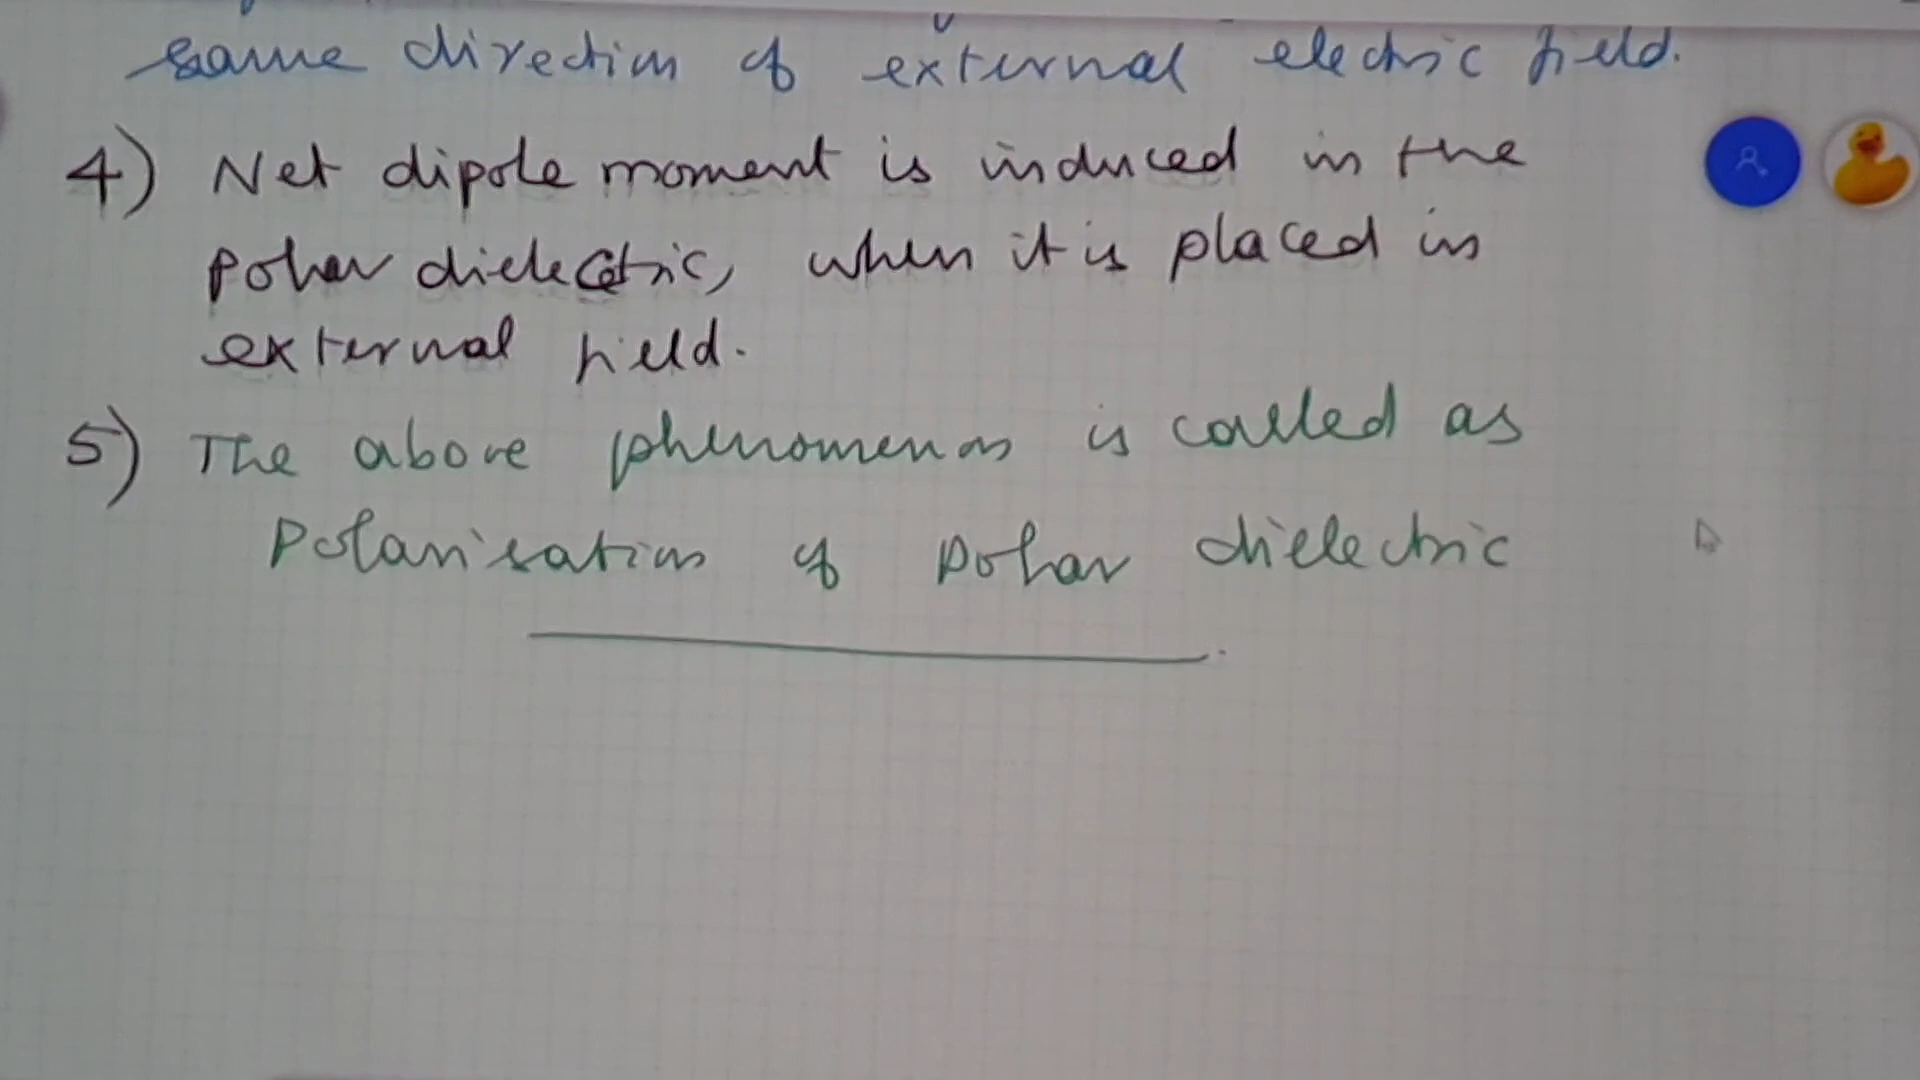 same direction of external electric field.
4) Net dipole moment is induced in the
polar dielectric, when it is placed in
external field.
5) The above phenomenon is called as
Polarisation of polar dielectric